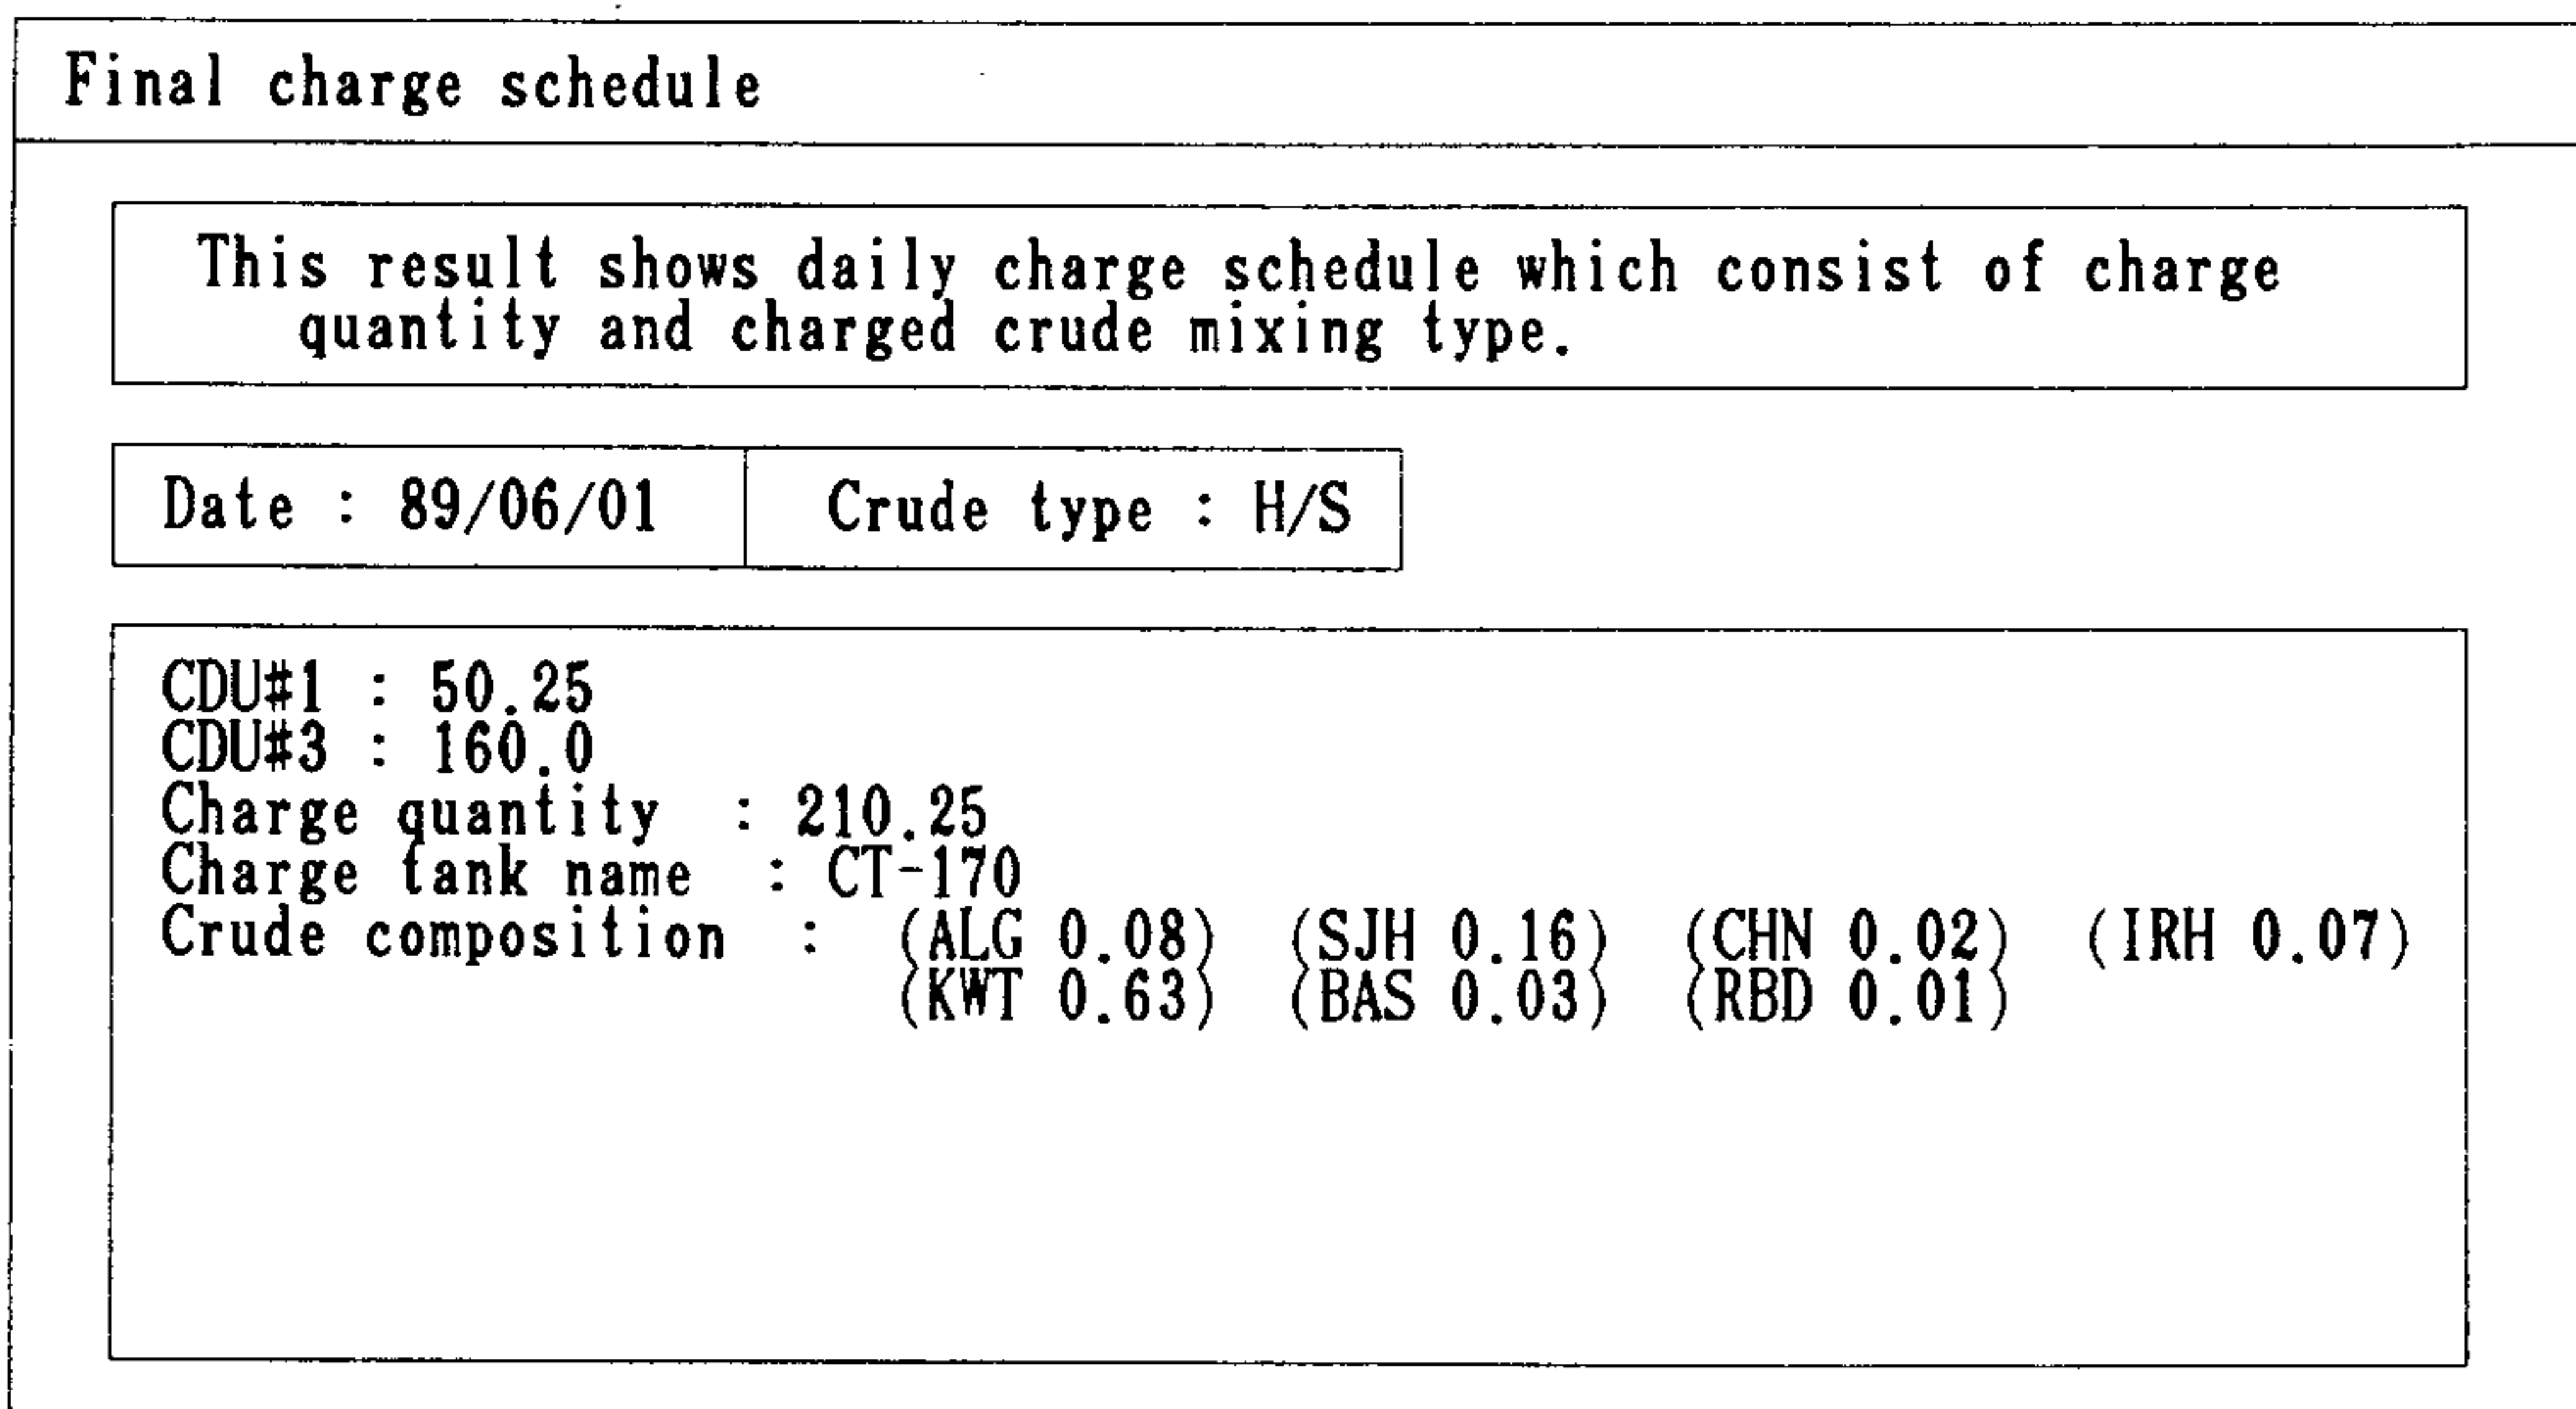 Final charge schedule
This result shows daily charge schedule which consist of charge
quantity and charged crude mixing type.
Date : 89/06/01 Crude type : H/S
CDU#1 : 50.25
CDU#3 : 160.0
Charge quantity : 210.25
Charge tank name : CT-170
Crude composition : (ALG 0.08) (SJH 0.16) (CHN 0.02) (IRH 0.07)
(KWT 0.63) (BAS 0.03) (RBD 0.01)